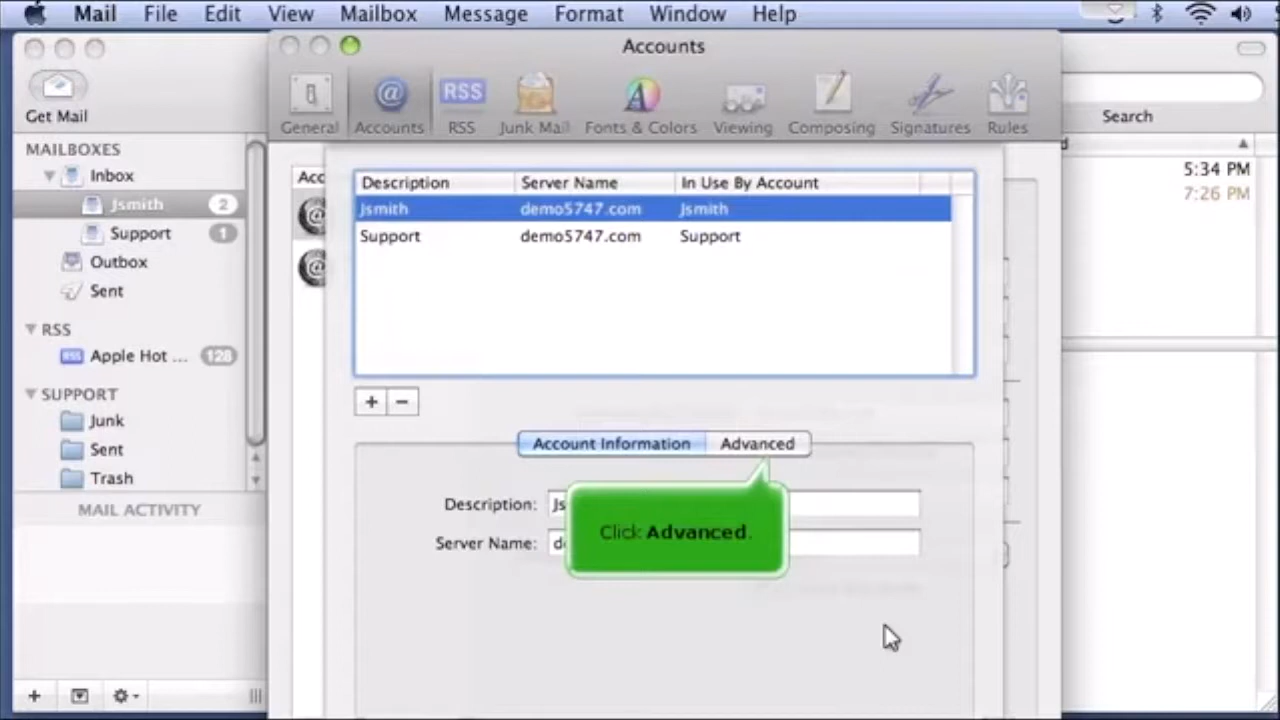 Mail File Edit View Mailbox Message Format Window Help
Accounts
Get Mail
General Accounts RSS Junk Mail Fonts & Colors Viewing Composing Signatures Rules
RSS
Search
MAILBOXES
Inbox
Jsmith 2
Support 1
Outbox
Sent
RSS
RSS Apple Hot ... 128
SUPPORT
Junk
Sent
Trash
MAIL ACTIVITY
Description Server Name In Use By Account
Jsmith demo5747.com Jsmith
Support demo5747.com Support
5:34 PM
7:26 PM
+ −
Account Information Advanced
Description:
Server Name:
Click Advanced.